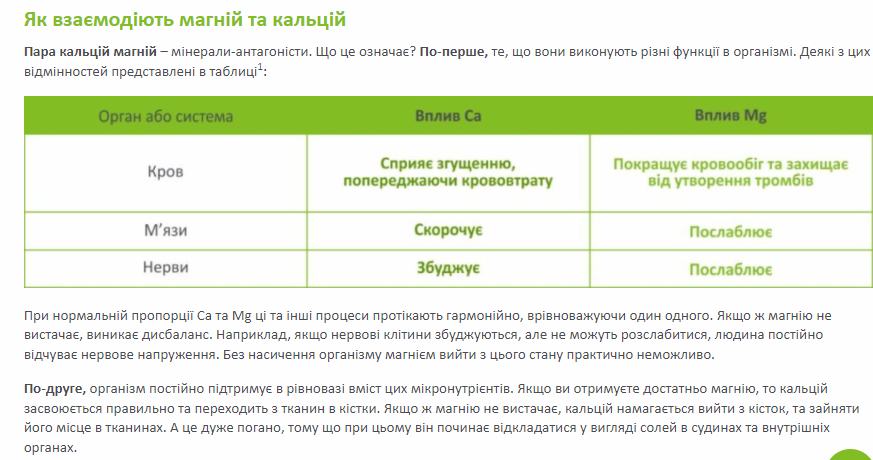 Як взаємодіють магній та кальцій
Пара кальцій магній – мінерали-антагоністи. Що це означає? По-перше, те, що вони виконують різні функції в організмі. Деякі з цих
відмінностей представлені в таблиці1:
Орган або система Вплив Ca Вплив Mg
Кров Сприяє згущенню, попереджаючи крововтрату Покращує кровообіг та захищає від утворення тромбів
М'язи Скорочує Послаблює
Нерви Збуджує Послаблює
При нормальній пропорції Ca та Mg ці та інші процеси протікають гармонійно, врівноважуючи один одного. Якщо ж магнію не
вистачає, виникає дисбаланс. Наприклад, якщо нервові клітини збуджуються, але не можуть розслабитися, людина постійно
відчуває нервове напруження. Без насичення організму магнієм вийти з цього стану практично неможливо.
По-друге, організм постійно підтримує в рівновазі вміст цих мікронутрієнтів. Якщо ви отримуєте достатньо магнію, то кальцій
засвоюється правильно та переходить з тканин в кістки. Якщо ж магнію не вистачає, кальцій намагається вийти з кісток, та зайняти
його місце в тканинах. А це дуже погано, тому що при цьому він починає відкладатися у вигляді солей в судинах та внутрішніх
органах.